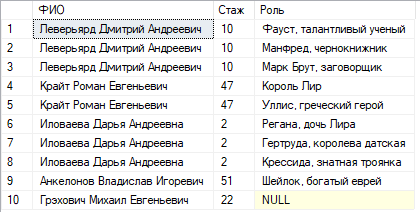 ФИО Стаж Роль
1 Леверьярд Дмитрий Андреевич 10 Фауст, талантливый ученый
2 Леверьярд Дмитрий Андреевич 10 Манфред, чернокнижник
3 Леверьярд Дмитрий Андреевич 10 Марк Брут, заговорщик
4 Крайт Роман Евгеньевич 47 Король Лир
5 Крайт Роман Евгеньевич 47 Уллис, греческий герой
6 Иловаева Дарья Андреевна 2 Регана, дочь Лира
7 Иловаева Дарья Андреевна 2 Гертруда, королева датская
8 Иловаева Дарья Андреевна 2 Крессида, знатная троянка
9 Анкелонов Владислав Игоревич 51 Шейлок, богатый еврей
10 Грэхович Михаил Евгеньевич 22 NULL